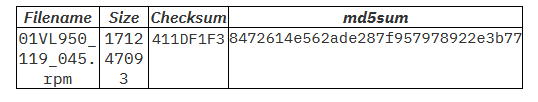 Filename Size Checksum md5sum
01VL950_ 1712 411DF1F3 8472614e562ade287f957978922e3b77
119_045. 4709
rpm 3